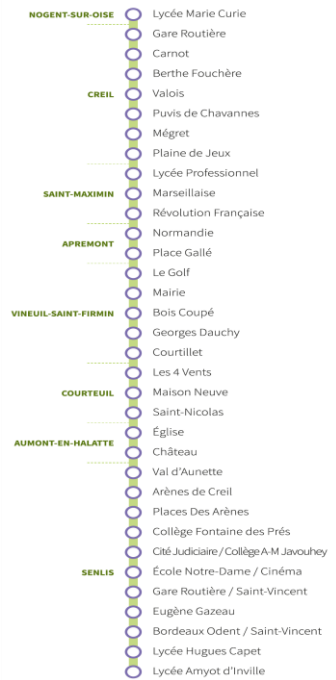 NOGENT-SUR-OISE Lycée Marie Curie
Gare Routière
Carnot
Berthe Fouchère
CREIL Valois
Puvis de Chavannes
Mégret
Plaine de Jeux
Lycée Professionnel
SAINT-MAXIMIN Marseillaise
Révolution Française
Normandie
APREMONT
Place Gallé
Le Golf
Mairie
VINEUIL-SAINT-FIRMIN Bois Coupé
Georges Dauchy
Courtillet
Les 4 Vents
COURTEUIL Maison Neuve
Saint-Nicolas
Église
AUMONT-EN-HALATTE
Château
Val d'Aunette
Arènes de Creil
Places Des Arènes
Collège Fontaine des Prés
Cité Judiciaire / Collège A-M Javouhey
SENLIS École Notre-Dame / Cinéma
Gare Routière / Saint-Vincent
Eugène Gazeau
Bordeaux Odent / Saint-Vincent
Lycée Hugues Capet
Lycée Amyot d'Inville